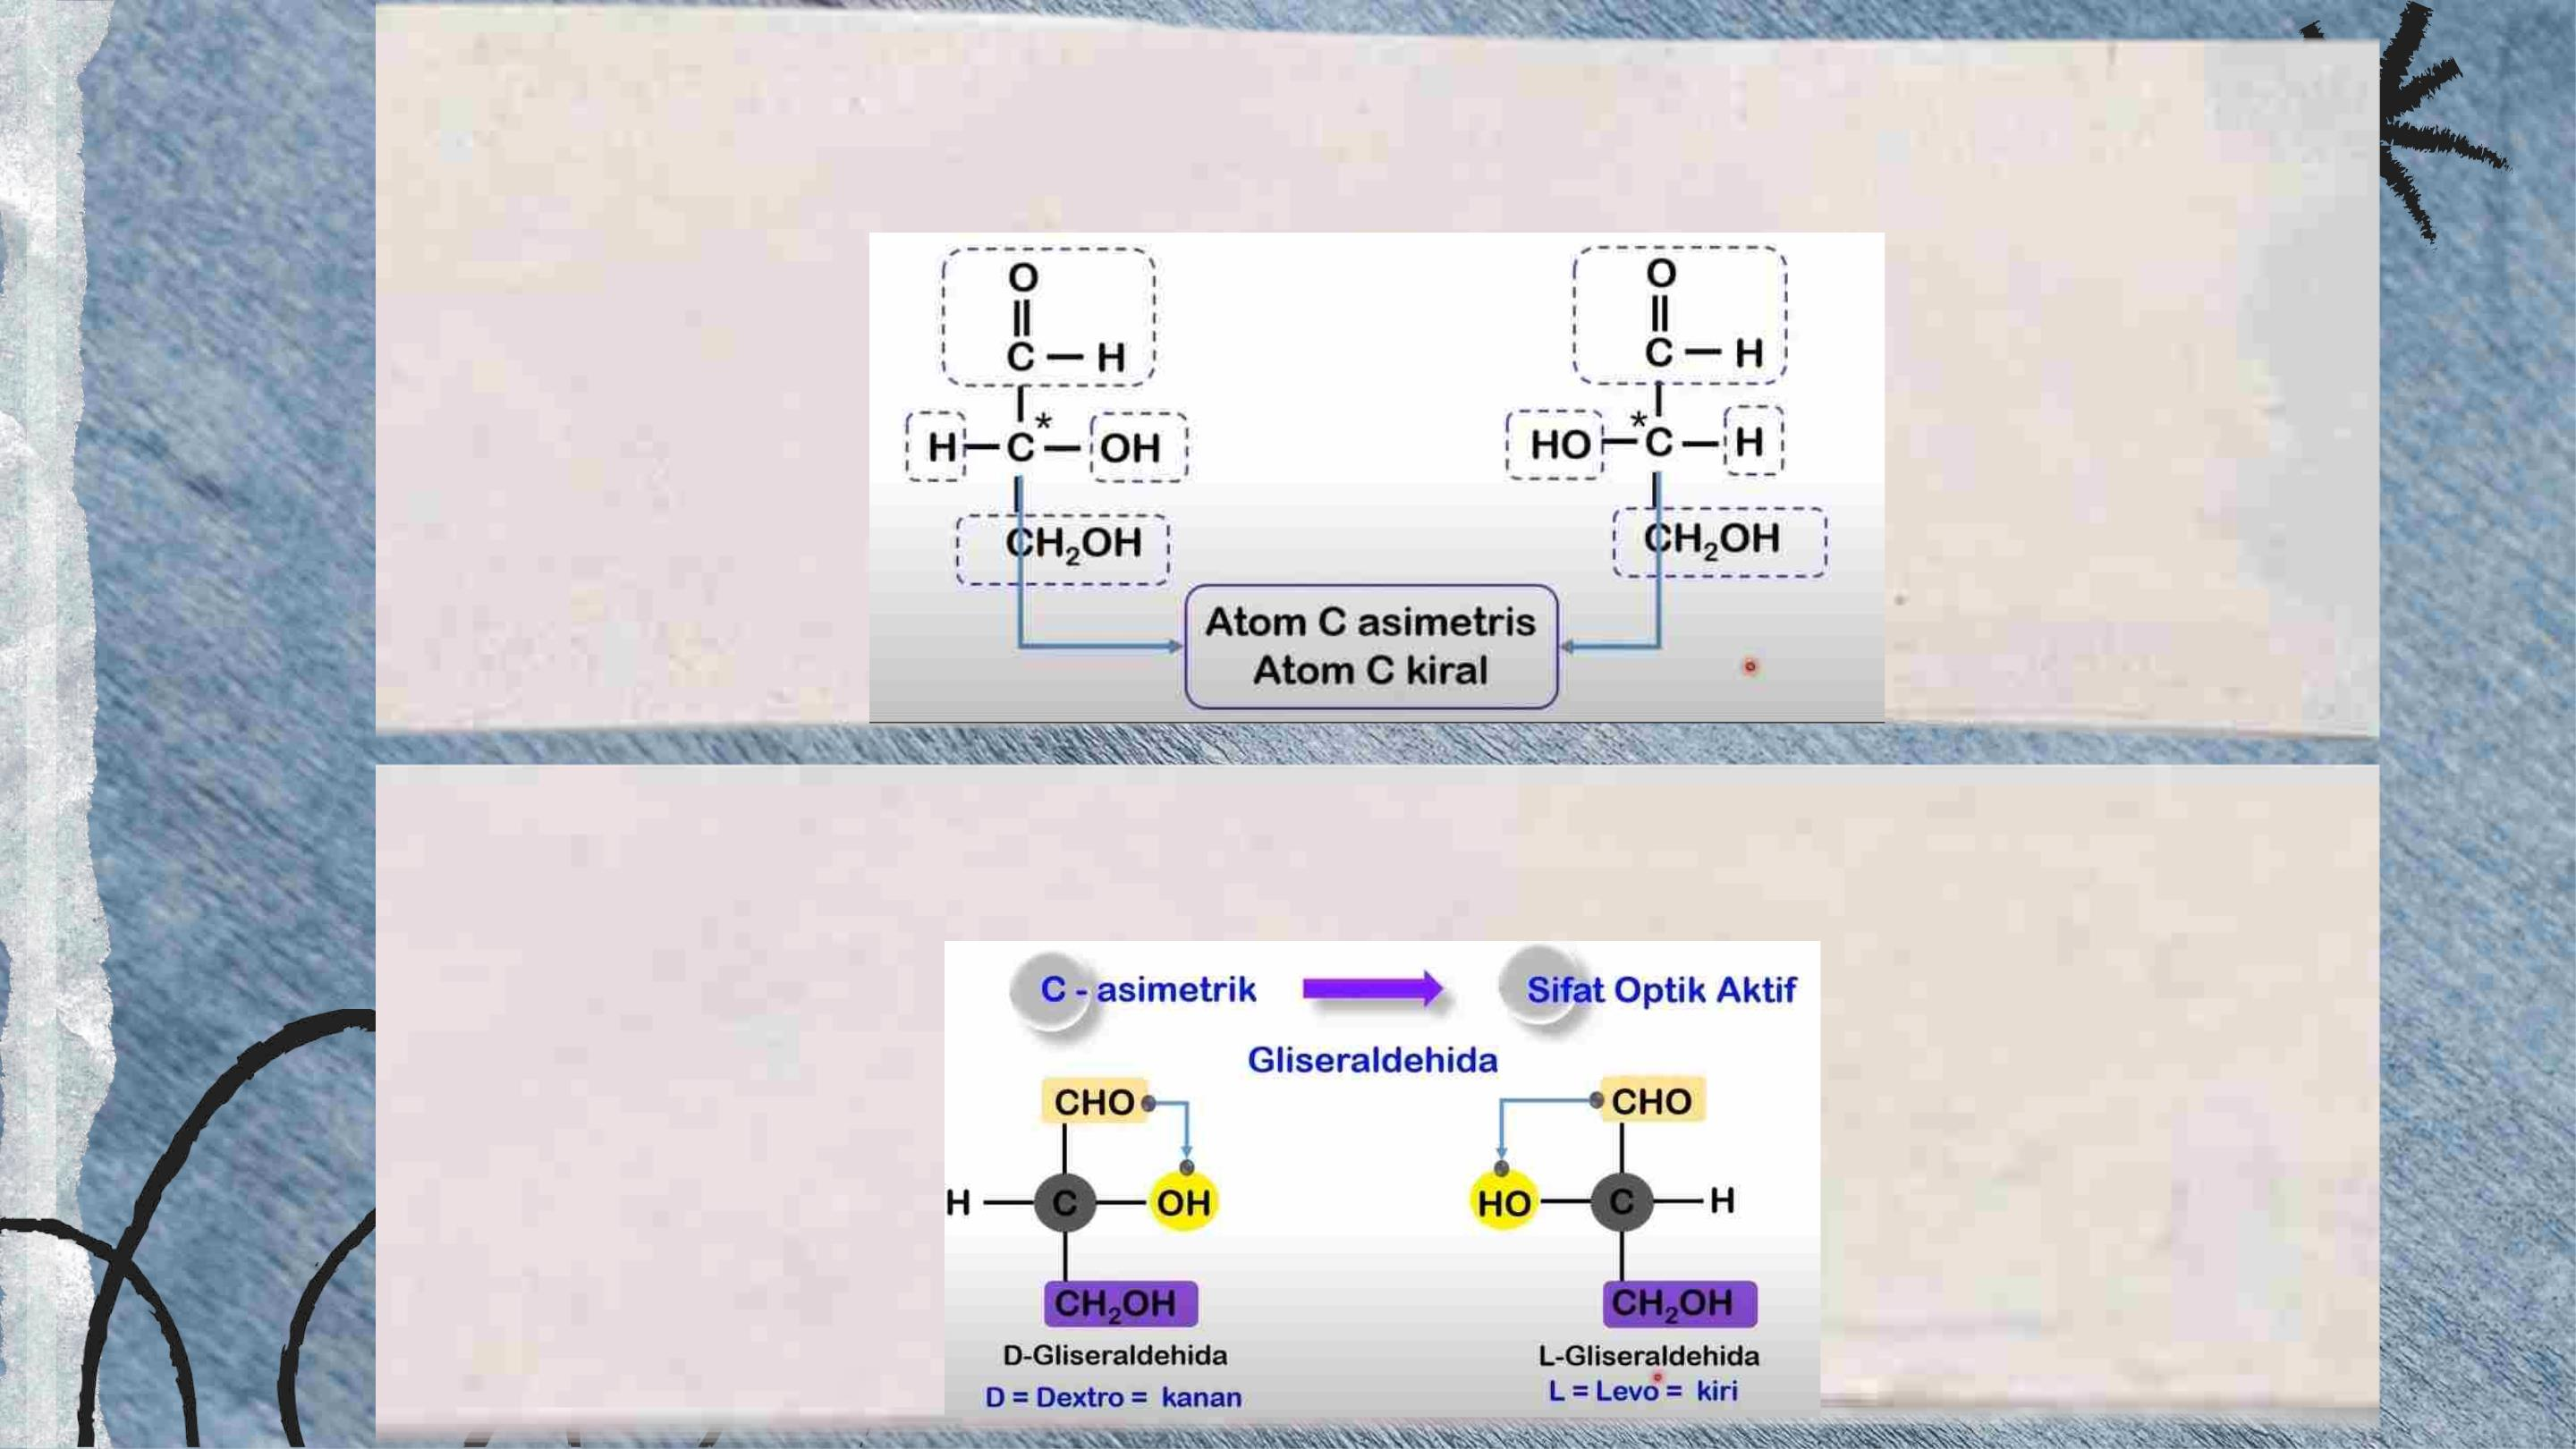 O O
C — H C — H
H — C* — OH HO — *C — H
CH₂OH CH₂OH
Atom C asimetris
Atom C kiral
C - asimetrik Sifat Optik Aktif
Gliseraldehida
CHO CHO
H C OH HO C H
CH₂OH CH₂OH
D-Gliseraldehida L-Gliseraldehida
D = Dextro = kanan L = Levo = kiri